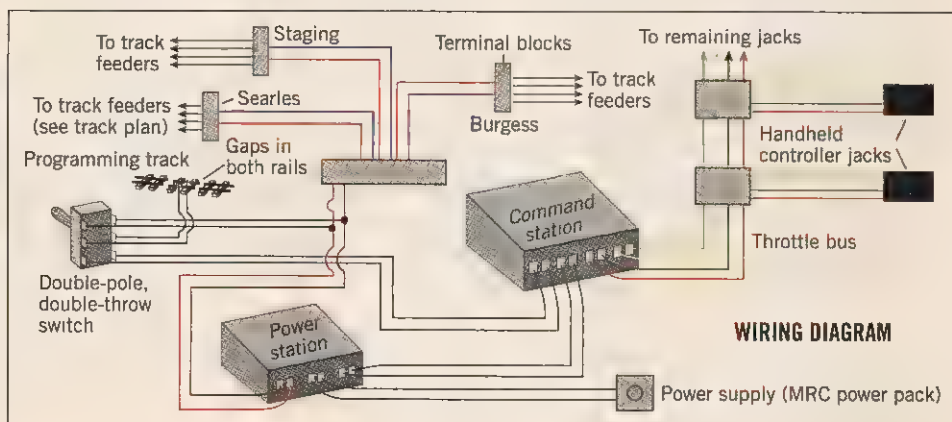 To track
feeders
Staging
Terminal blocks
To track
feeders
Burgess
To remaining jacks
To track feeders
(see track plan)
Searles
Programming track
Gaps in
both rails
Handheld
controller jacks
Command
station
Throttle bus
Double-pole,
double-throw
switch
Power
station
WIRING DIAGRAM
Power supply (MRC power pack)